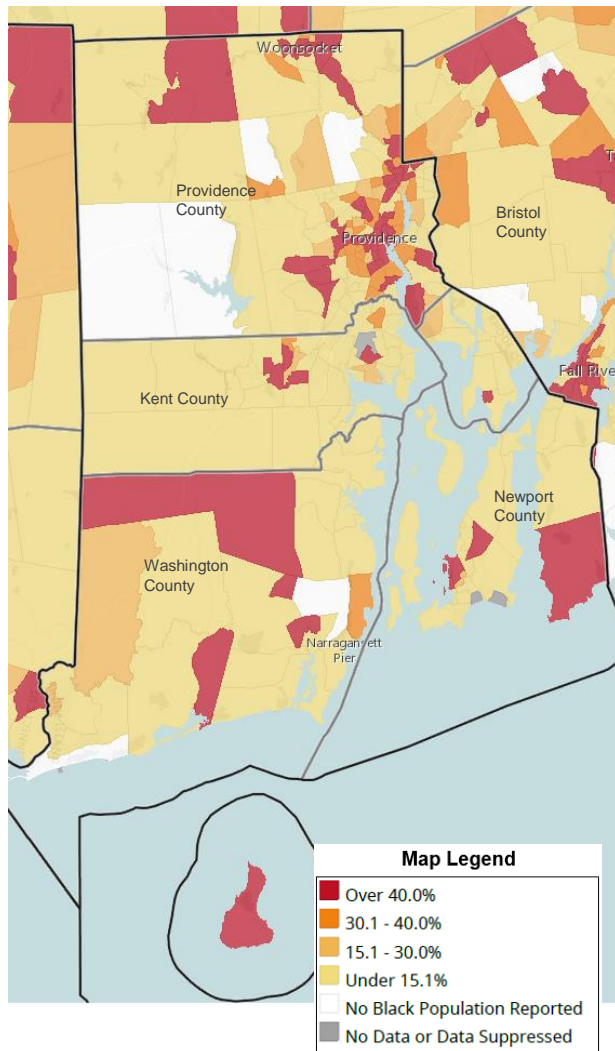 Woonsocket
Providence
County
Providence
Bristol
County
Fall Rive
Kent County
Newport
County
Washington
County
Narragansett
Pier
Map Legend
Over 40.0%
30.1 - 40.0%
15.1 - 30.0%
Under 15.1%
No Black Population Reported
No Data or Data Suppressed